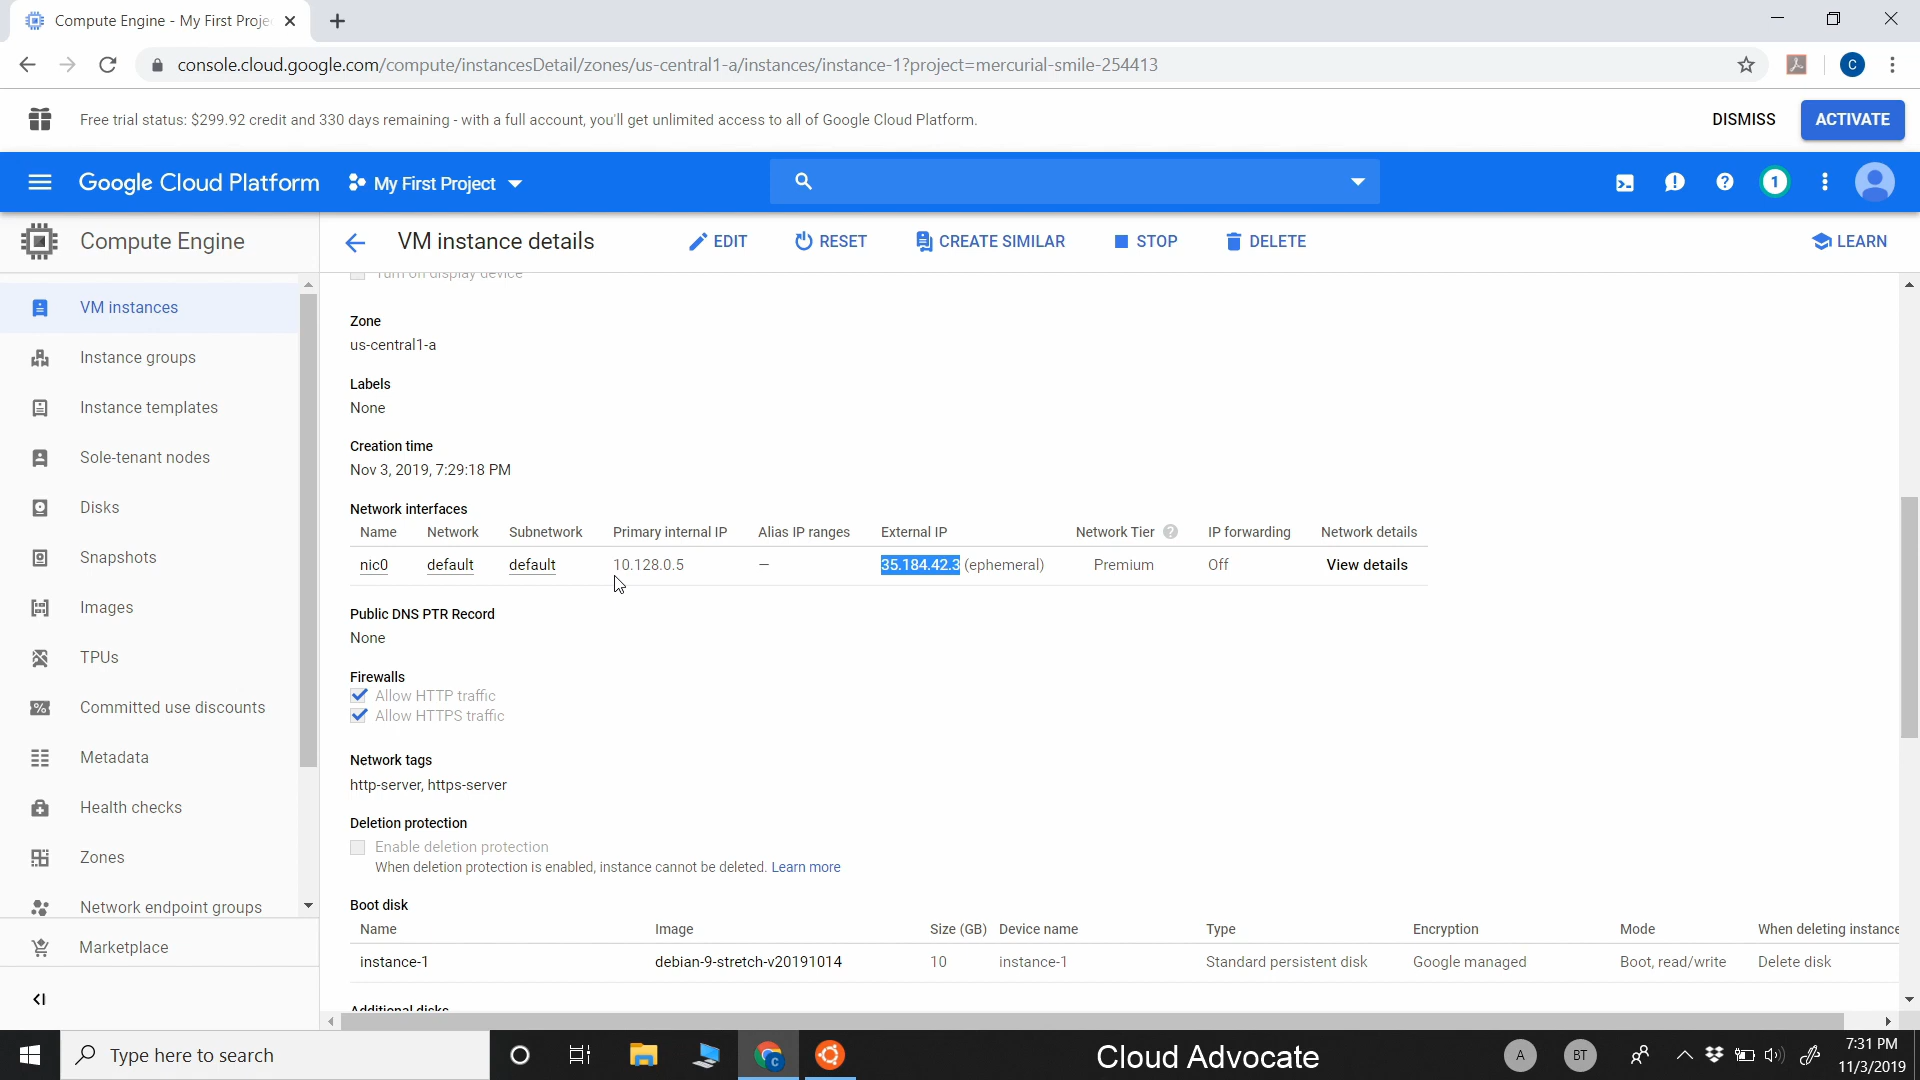 Compute Engine - My First Proje
console.cloud.google.com/compute/instancesDetail/zones/us-central1-a/instances/instance-1?project=mercurial-smile-254413
C
Free trial status: $299.92 credit and 330 days remaining - with a full account, you'll get unlimited access to all of Google Cloud Platform.
DISMISS
ACTIVATE
Google Cloud Platform
My First Project
1
Compute Engine
VM instance details
EDIT
RESET
CREATE SIMILAR
STOP
DELETE
LEARN
VM instances
Instance groups
Instance templates
Sole-tenant nodes
Disks
Snapshots
Images
TPUs
Committed use discounts
Metadata
Health checks
Zones
Network endpoint groups
Marketplace
Turn on display device
Zone
us-central1-a
Labels
None
Creation time
Nov 3, 2019, 7:29:18 PM
Network interfaces
Name Network Subnetwork Primary internal IP Alias IP ranges External IP Network Tier IP forwarding Network details
nic0 default default 10.128.0.5 — 35.184.42.3 (ephemeral) Premium Off View details
Public DNS PTR Record
None
Firewalls
Allow HTTP traffic
Allow HTTPS traffic
Network tags
http-server, https-server
Deletion protection
Enable deletion protection
When deletion protection is enabled, instance cannot be deleted. Learn more
Boot disk
Name Image Size (GB) Device name Type Encryption Mode When deleting instance
instance-1 debian-9-stretch-v20191014 10 instance-1 Standard persistent disk Google managed Boot, read/write Delete disk
Additional disks
Type here to search
Cloud Advocate
A
BT
7:31 PM
11/3/2019